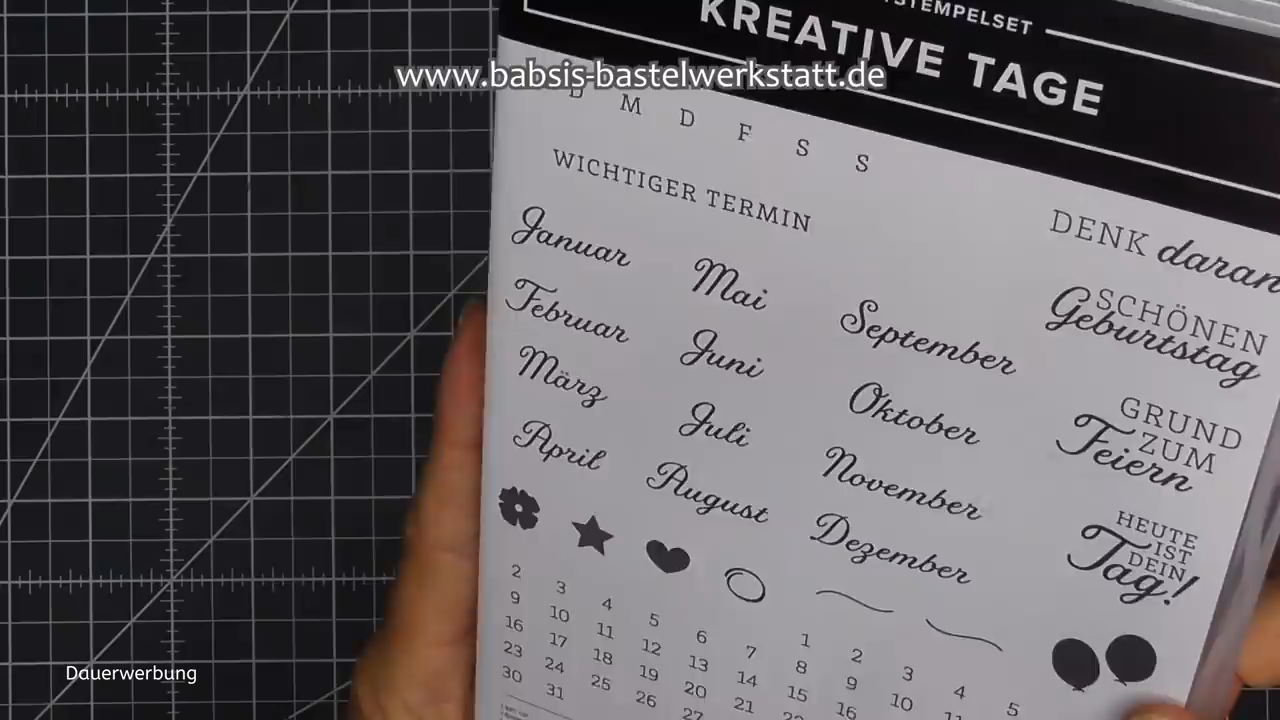 STEMPELSET
KREATIVE TAGE
www.babsis-bastelwerkstatt.de
D M D F S S
WICHTIGER TERMIN
DENK daran
SCHÖNEN
Geburtstag
GRUND
ZUM
Feiern
HEUTE
IST
DEIN
Tag!
Januar
Februar
März
April
Mai
Juni
Juli
August
September
Oktober
November
Dezember
2 3 4 5 6 7 8
9 10 11 12 13 14 15
16 17 18 19 20 21
23 24 25 26 27
30 31
1 2 3 4 5
9 10
16
Dauerwerbung